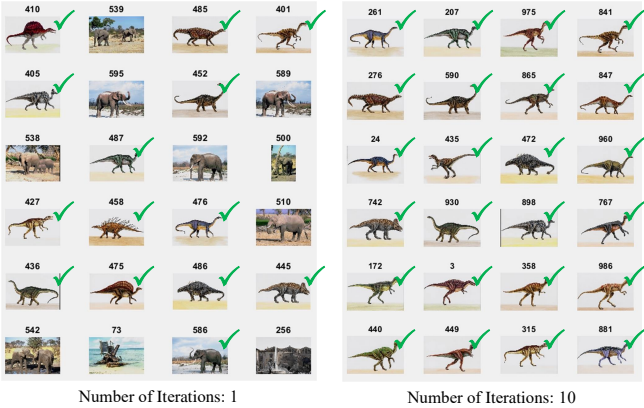 410 539 485 401
405 595 452 589
538 487 592 500
427 458 476 510
436 475 486 445
542 73 586 256
Number of Iterations: 1
261 207 975 841
276 590 865 847
24 435 472 960
742 930 898 767
172 3 358 986
440 449 315 881
Number of Iterations: 10